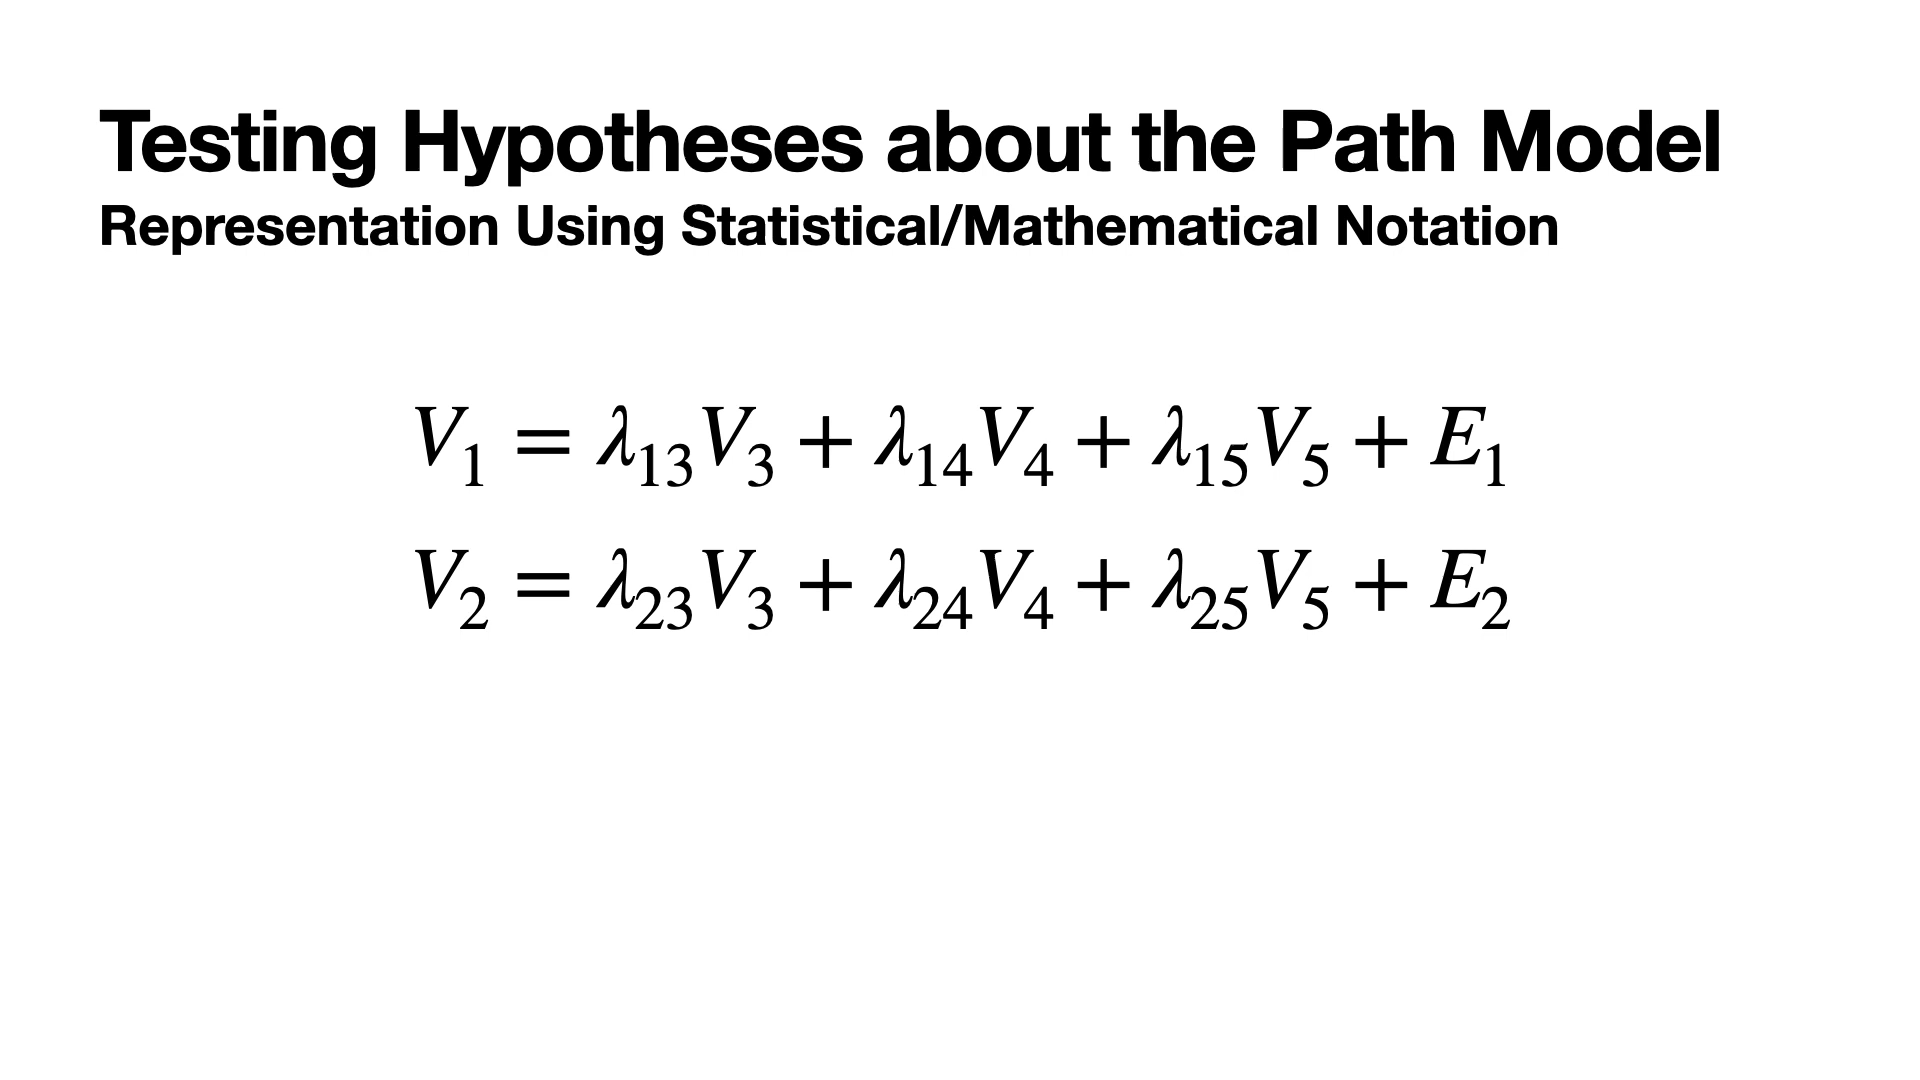 Testing Hypotheses about the Path Model
Representation Using Statistical/Mathematical Notation
V₁ = λ₁₃V₃ + λ₁₄V₄ + λ₁₅V₅ + E₁
V₂ = λ₂₃V₃ + λ₂₄V₄ + λ₂₅V₅ + E₂